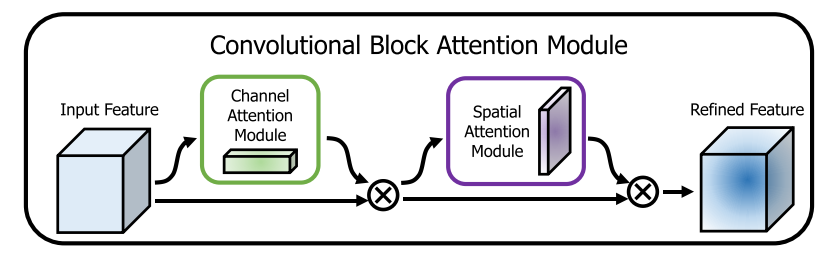 Convolutional Block Attention Module
Input Feature
Channel
Attention
Module
Spatial
Attention
Module
Refined Feature